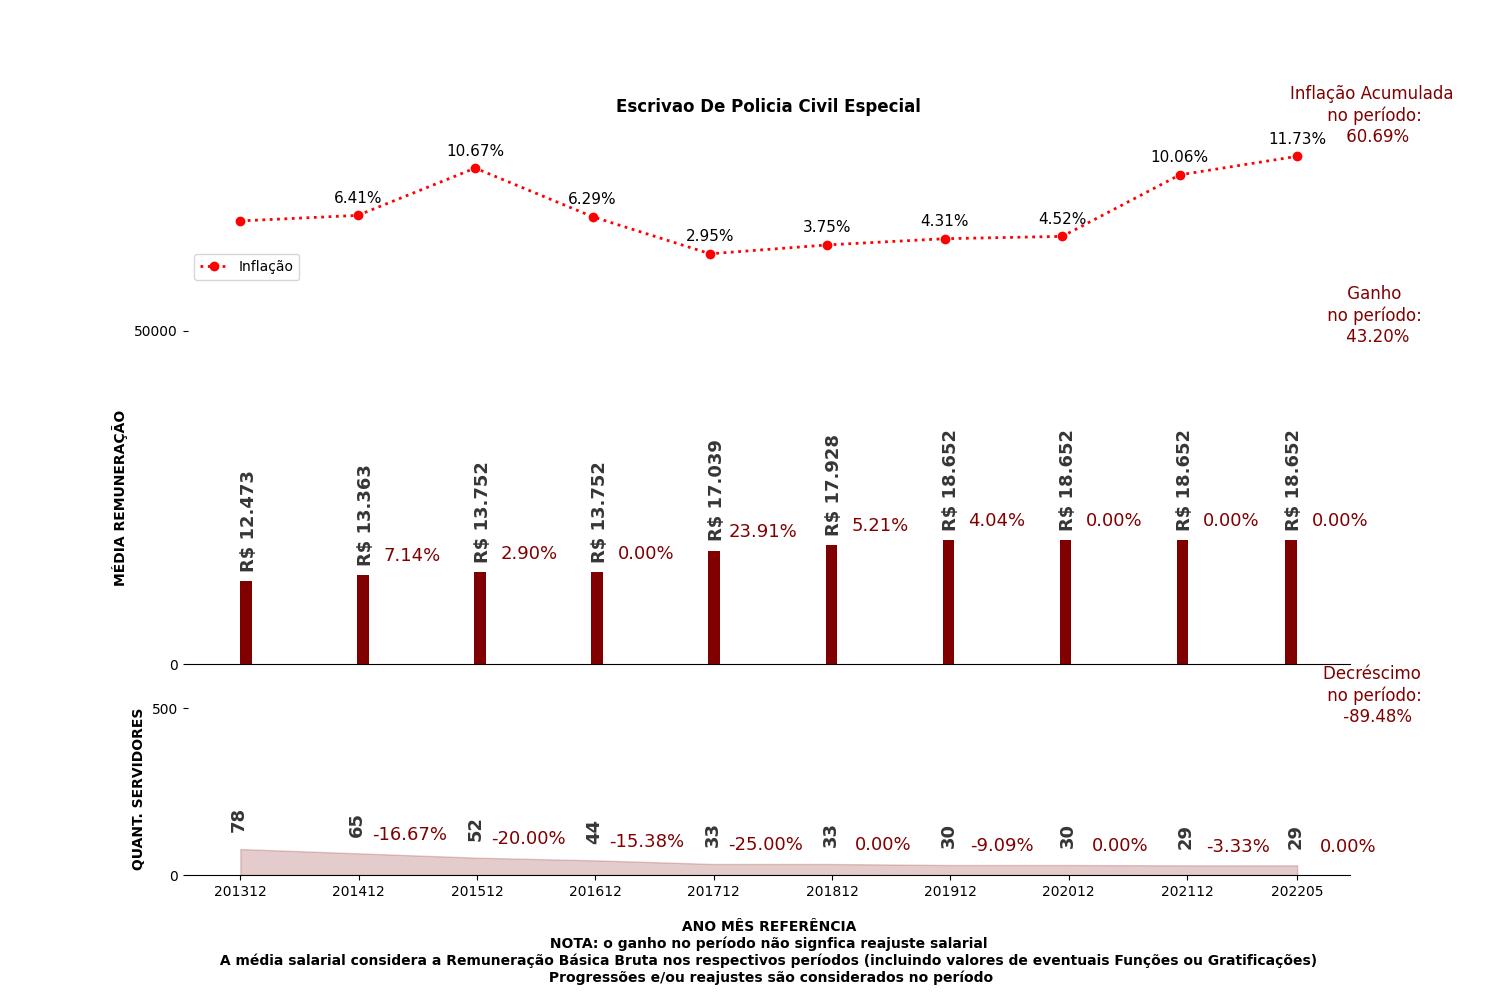 Escrivao De Policia Civil Especial
Inflação Acumulada
no período:
60.69%
6.41%
10.67%
6.29%
2.95%
3.75%
4.31%
4.52%
10.06%
11.73%
Inflação
Ganho
no período:
43.20%
50000
0
MÉDIA REMUNERAÇÃO
R$ 12.473
R$ 13.363
7.14%
R$ 13.752
2.90%
R$ 13.752
0.00%
R$ 17.039
23.91%
R$ 17.928
5.21%
R$ 18.652
4.04%
R$ 18.652
0.00%
R$ 18.652
0.00%
R$ 18.652
0.00%
Decréscimo
no período:
-89.48%
500
0
QUANT. SERVIDORES
78
65
-16.67%
52
-20.00%
44
-15.38%
33
-25.00%
33
0.00%
30
-9.09%
30
0.00%
29
-3.33%
29
0.00%
201312 201412 201512 201612 201712 201812 201912 202012 202112 202205
ANO MÊS REFERÊNCIA
NOTA: o ganho no período não signfica reajuste salarial
A média salarial considera a Remuneração Básica Bruta nos respectivos períodos (incluindo valores de eventuais Funções ou Gratificações)
Progressões e/ou reajustes são considerados no período